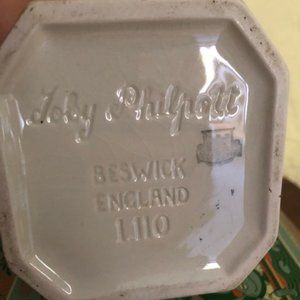 Toby Philpott
BESWICK
ENGLAND
1110